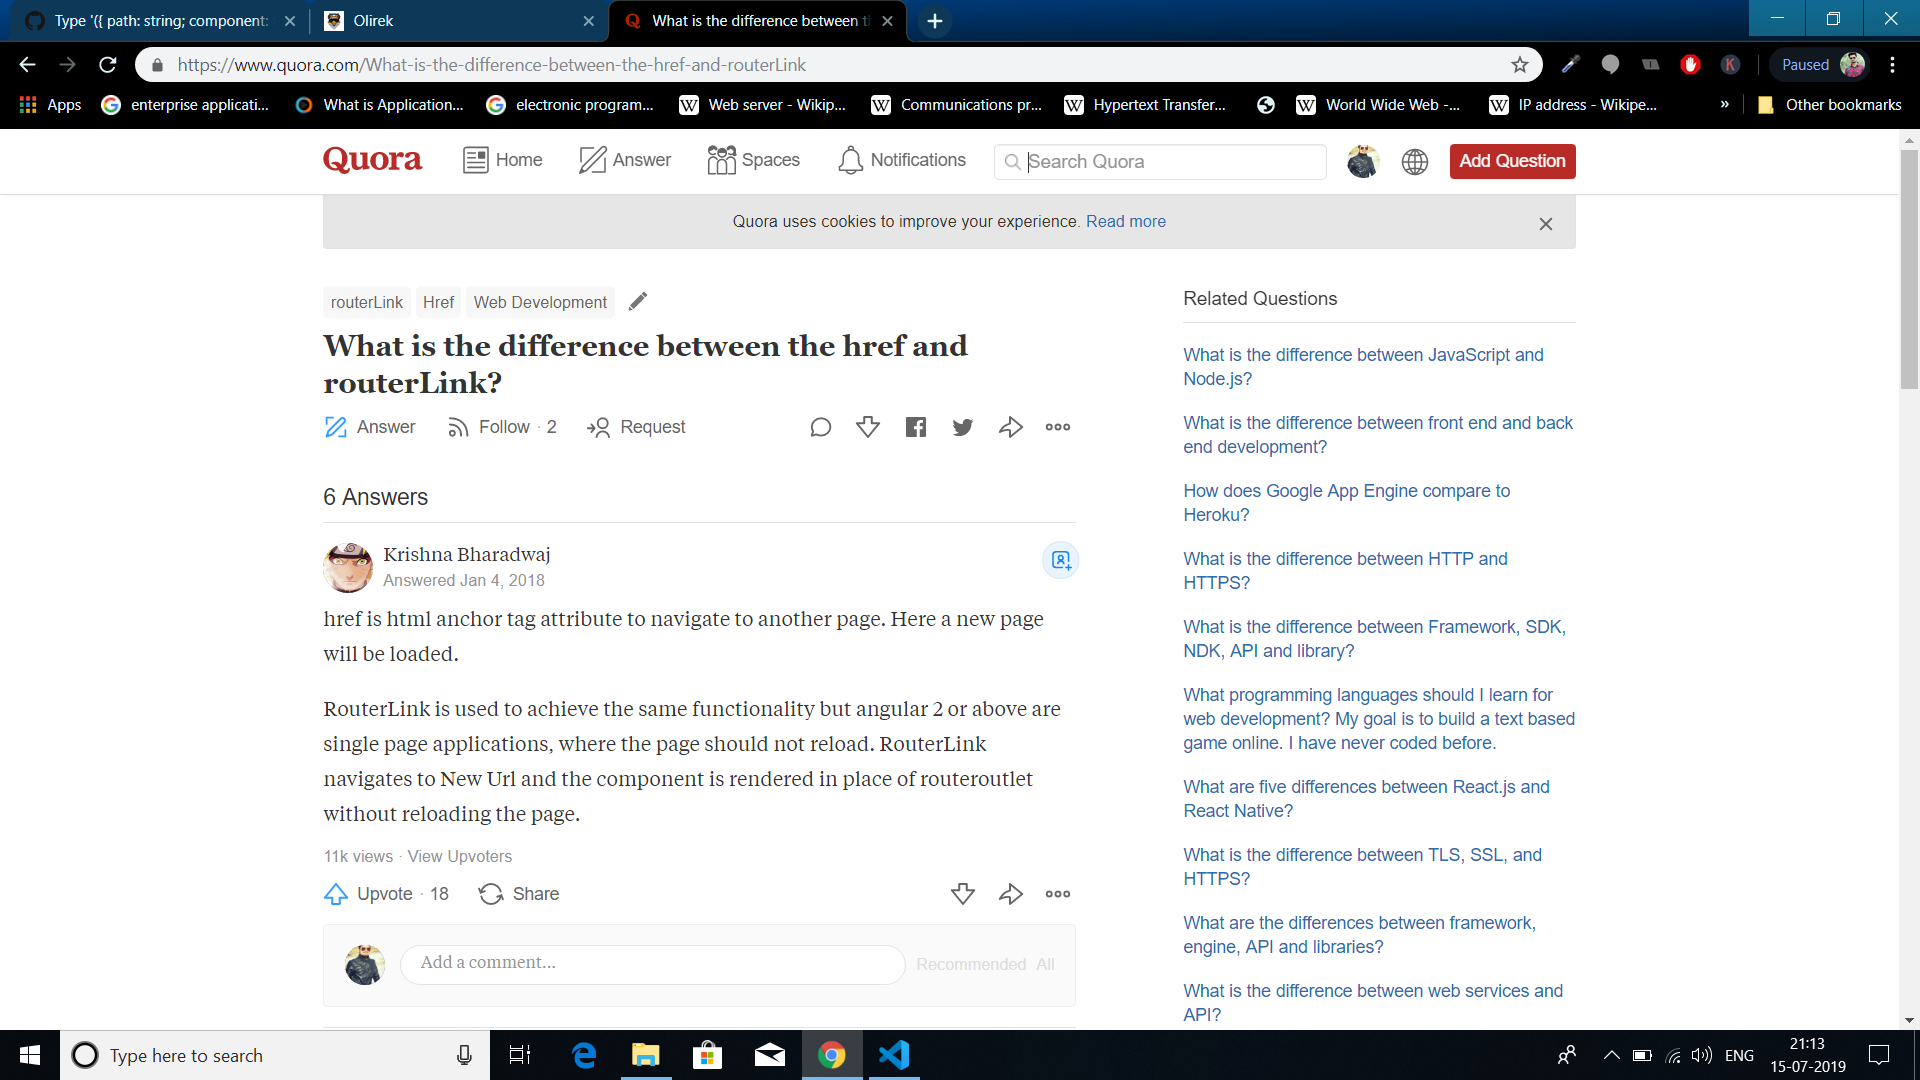 Type '({ path: string; component:
Olirek
What is the difference between t
https://www.quora.com/What-is-the-difference-between-the-href-and-routerLink
Paused
Apps
enterprise applicati...
What is Application...
electronic program...
Web server - Wikip...
Communications pr...
Hypertext Transfer...
World Wide Web -...
IP address - Wikipe...
»
Other bookmarks
Quora
Home
Answer
Spaces
Notifications
Search Quora
Add Question
Quora uses cookies to improve your experience. Read more
routerLink
Href
Web Development
What is the difference between the href and
routerLink?
Answer
Follow · 2
Request
6 Answers
Krishna Bharadwaj
Answered Jan 4, 2018
href is html anchor tag attribute to navigate to another page. Here a new page
will be loaded.
RouterLink is used to achieve the same functionality but angular 2 or above are
single page applications, where the page should not reload. RouterLink
navigates to New Url and the component is rendered in place of routeroutlet
without reloading the page.
11k views · View Upvoters
Upvote · 18
Share
Add a comment...
Recommended
All
Related Questions
What is the difference between JavaScript and
Node.js?
What is the difference between front end and back
end development?
How does Google App Engine compare to
Heroku?
What is the difference between HTTP and
HTTPS?
What is the difference between Framework, SDK,
NDK, API and library?
What programming languages should I learn for
web development? My goal is to build a text based
game online. I have never coded before.
What are five differences between React.js and
React Native?
What is the difference between TLS, SSL, and
HTTPS?
What are the differences between framework,
engine, API and libraries?
What is the difference between web services and
API?
Type here to search
ENG
21:13
15-07-2019